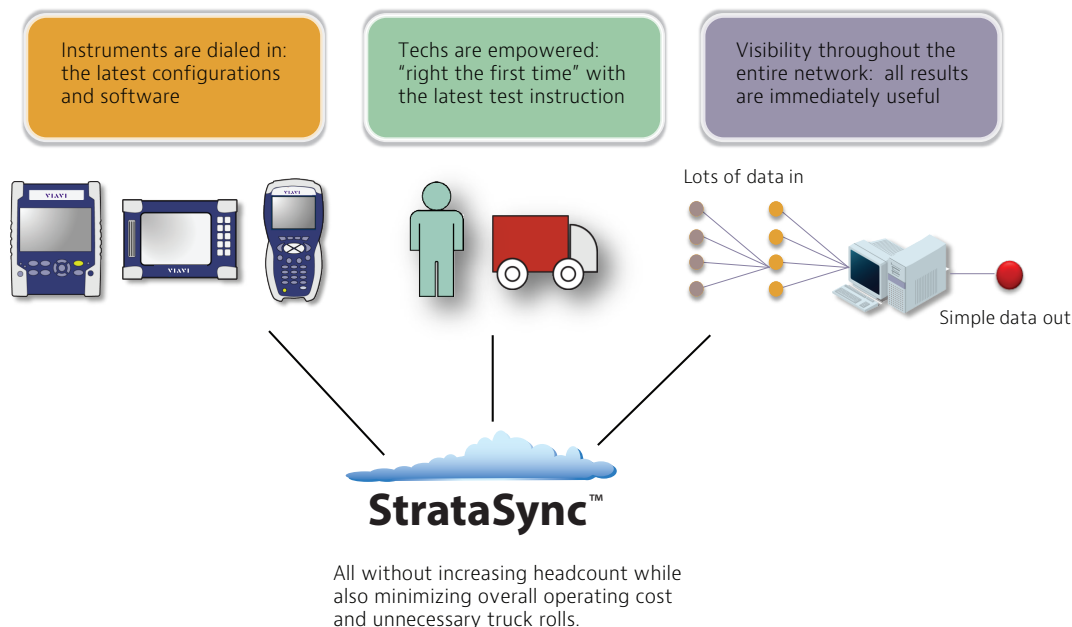 Instruments are dialed in:
the latest configurations
and software
Techs are empowered:
“right the first time” with
the latest test instruction
Visibility throughout the
entire network:  all results
are immediately useful
VIAVI
VIAVI
VIAVI
Lots of data in
Simple data out
StrataSync™
All without increasing headcount while
also minimizing overall operating cost
and unnecessary truck rolls.